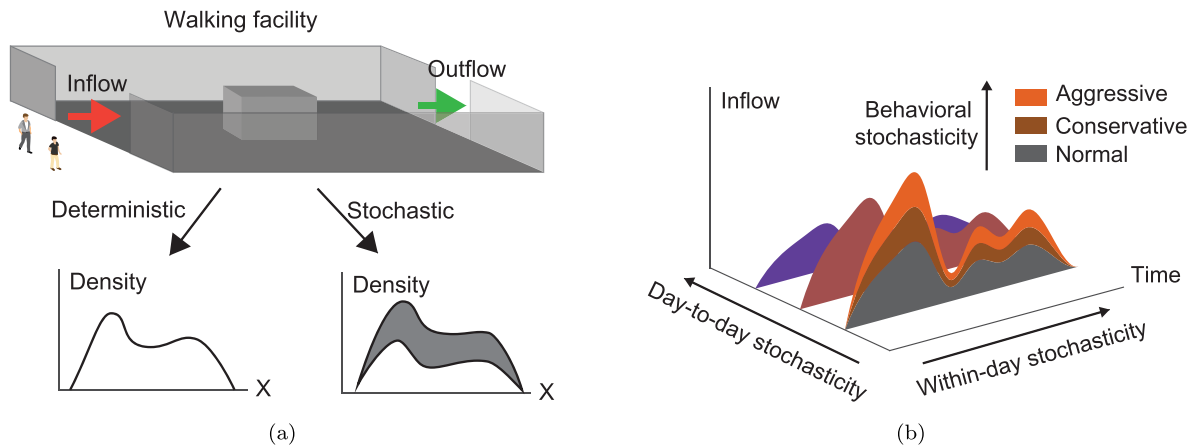 Walking facility
Inflow
Outflow
Deterministic
Stochastic
Density
X
Density
X
(a)
Inflow
Behavioral
stochasticity
Aggressive
Conservative
Normal
Time
Day-to-day stochasticity
Within-day stochasticity
(b)